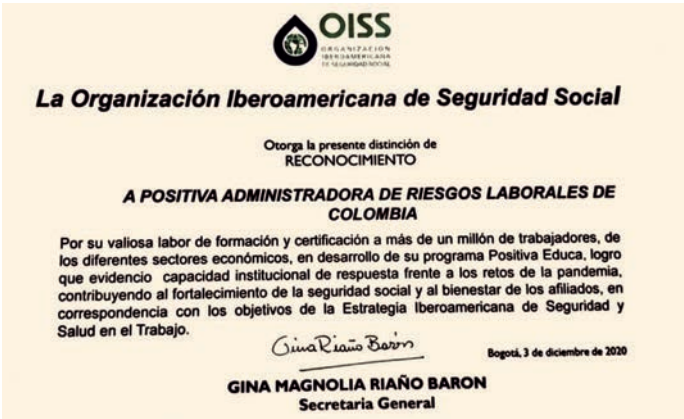 OISS
ORGANIZACIÓN
IBEROAMERICANA
DE SEGURIDAD SOCIAL
La Organización Iberoamericana de Seguridad Social
Otorga la presente distinción de
RECONOCIMIENTO
A POSITIVA ADMINISTRADORA DE RIESGOS LABORALES DE
COLOMBIA
Por su valiosa labor de formación y certificación a más de un millón de trabajadores, de
los diferentes sectores económicos, en desarrollo de su programa Positiva Educa, logro
que evidencio capacidad institucional de respuesta frente a los retos de la pandemia,
contribuyendo al fortalecimiento de la seguridad social y al bienestar de los afiliados, en
correspondencia con los objetivos de la Estrategia Iberoamericana de Seguridad y
Salud en el Trabajo.
Gina Riaño Barón
Bogotá, 3 de diciembre de 2020
GINA MAGNOLIA RIAÑO BARON
Secretaria General